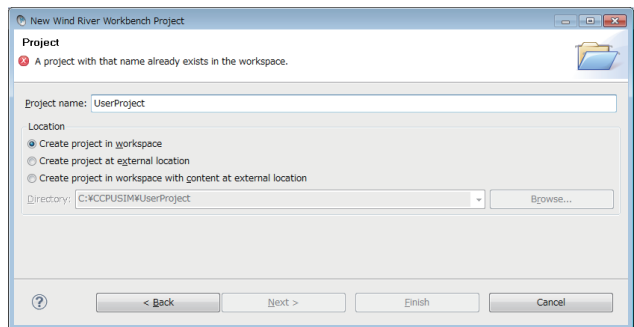 New Wind River Workbench Project
Project
A project with that name already exists in the workspace.
Project name: UserProject
Location
Create project in workspace
Create project at external location
Create project in workspace with content at external location
Directory: C:¥CCPUSIM¥UserProject Browse...
? < Back Next > Finish Cancel